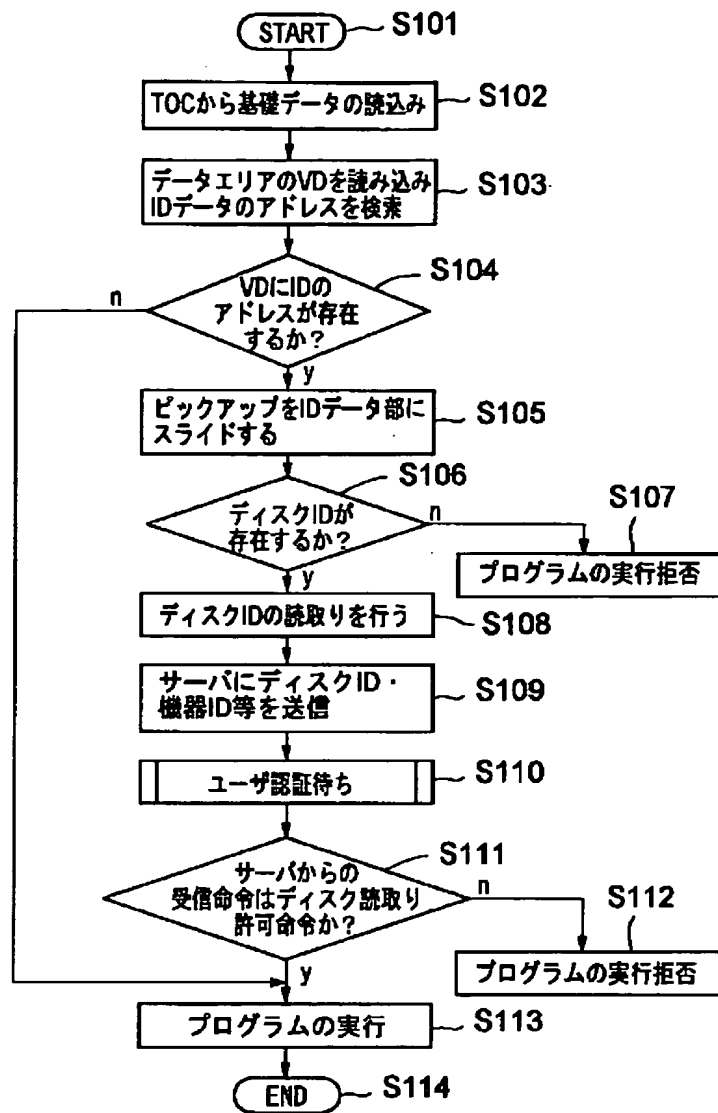 START
S101
TOCから基礎データの読込み
S102
データエリアのVDを読み込み
IDデータのアドレスを検索
S103
S104
VDにIDの
アドレスが存在
するか?
n
y
ピックアップをIDデータ部に
スライドする
S105
S106
ディスクIDが
存在するか?
n
y
S107
プログラムの実行拒否
ディスクIDの読取りを行う
S108
サーバにディスクID・
機器ID等を送信
S109
ユーザ認証待ち
S110
S111
サーバからの
受信命令はディスク読取り
許可命令か?
n
y
S112
プログラムの実行拒否
プログラムの実行
S113
END
S114